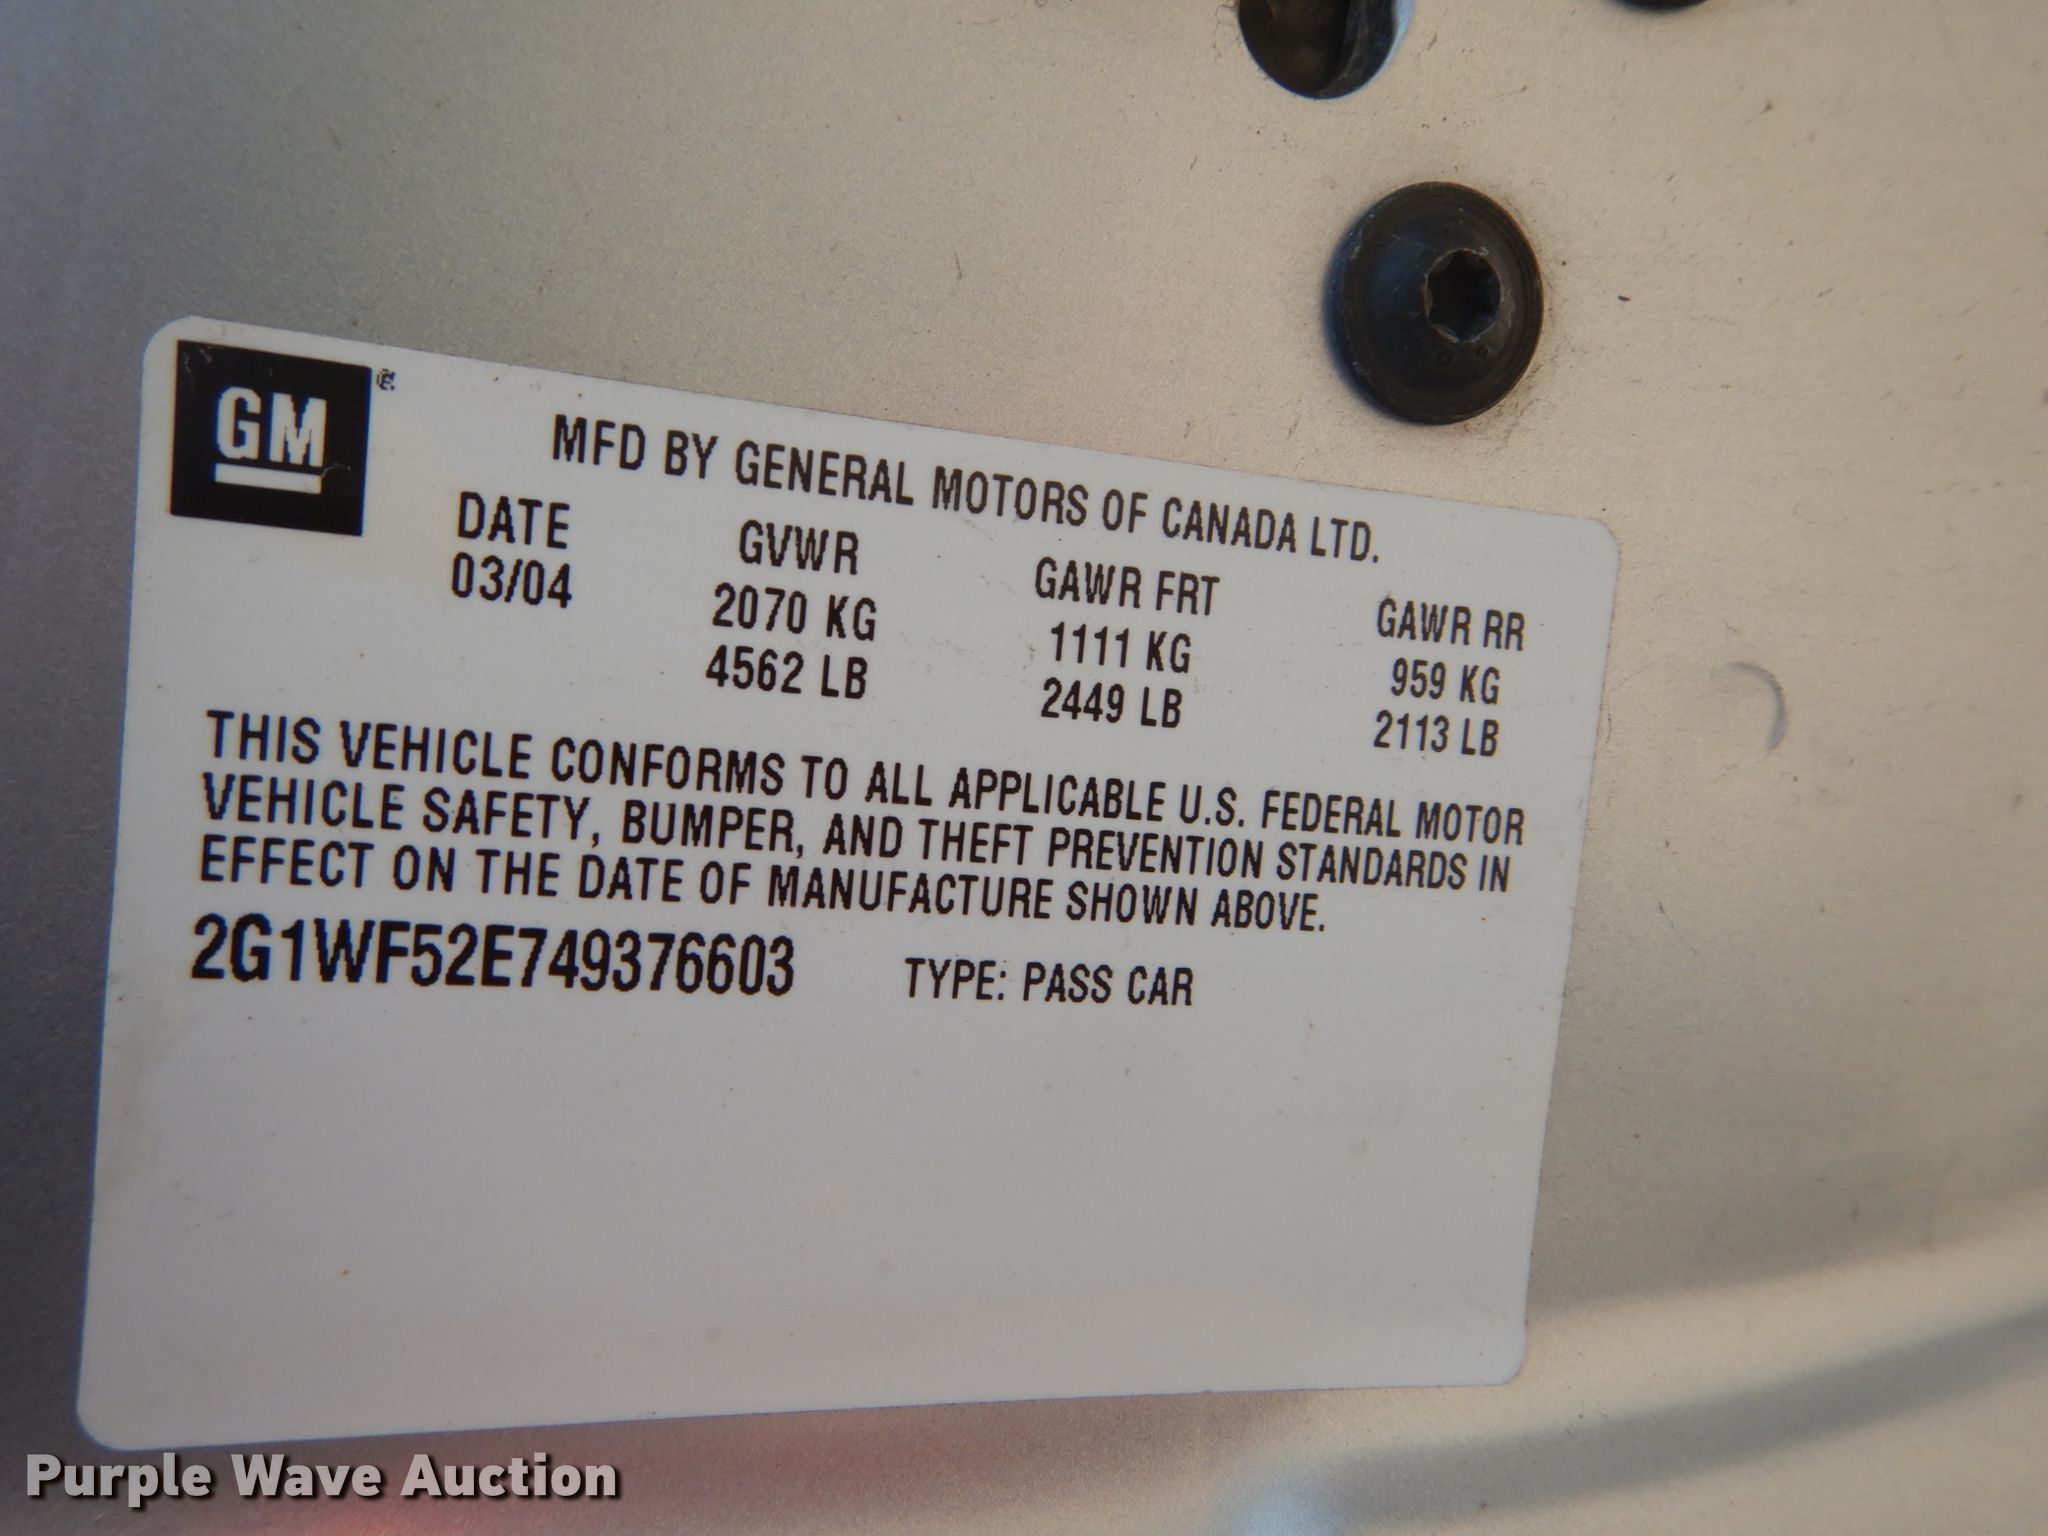 GM
MFD BY GENERAL MOTORS OF CANADA LTD.
DATE GVWR GAWR FRT GAWR RR
03/04 2070 KG 1111 KG 959 KG
4562 LB 2449 LB 2113 LB
THIS VEHICLE CONFORMS TO ALL APPLICABLE U.S. FEDERAL MOTOR
VEHICLE SAFETY, BUMPER, AND THEFT PREVENTION STANDARDS IN
EFFECT ON THE DATE OF MANUFACTURE SHOWN ABOVE.
2G1WF52E749376603 TYPE: PASS CAR
Purple Wave Auction